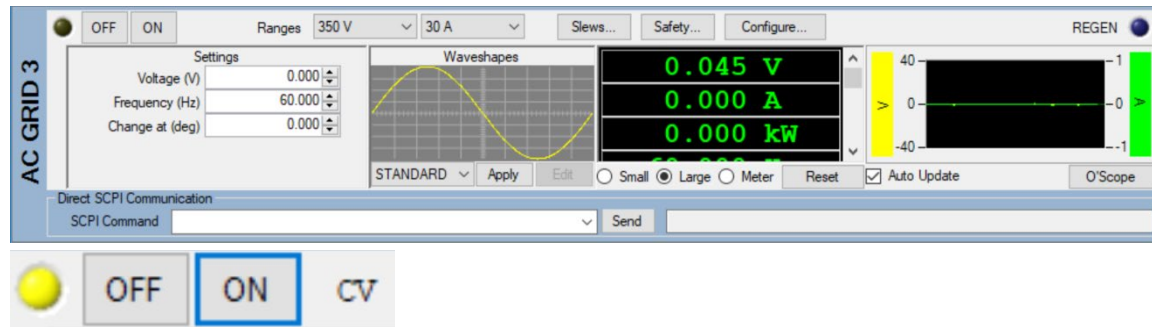 AC GRID 3
OFF ON Ranges 350 V 30 A Slews... Safety... Configure... REGEN
Settings
Voltage (V) 0.000
Frequency (Hz) 60.000
Change at (deg) 0.000
Waveshapes
STANDARD Apply Edit
0.045 V
0.000 A
0.000 kW
Small Large Meter Reset
V
40
0
-40
1
0
-1
Auto Update O'Scope
Direct SCPI Communication
SCPI Command Send
OFF ON CV